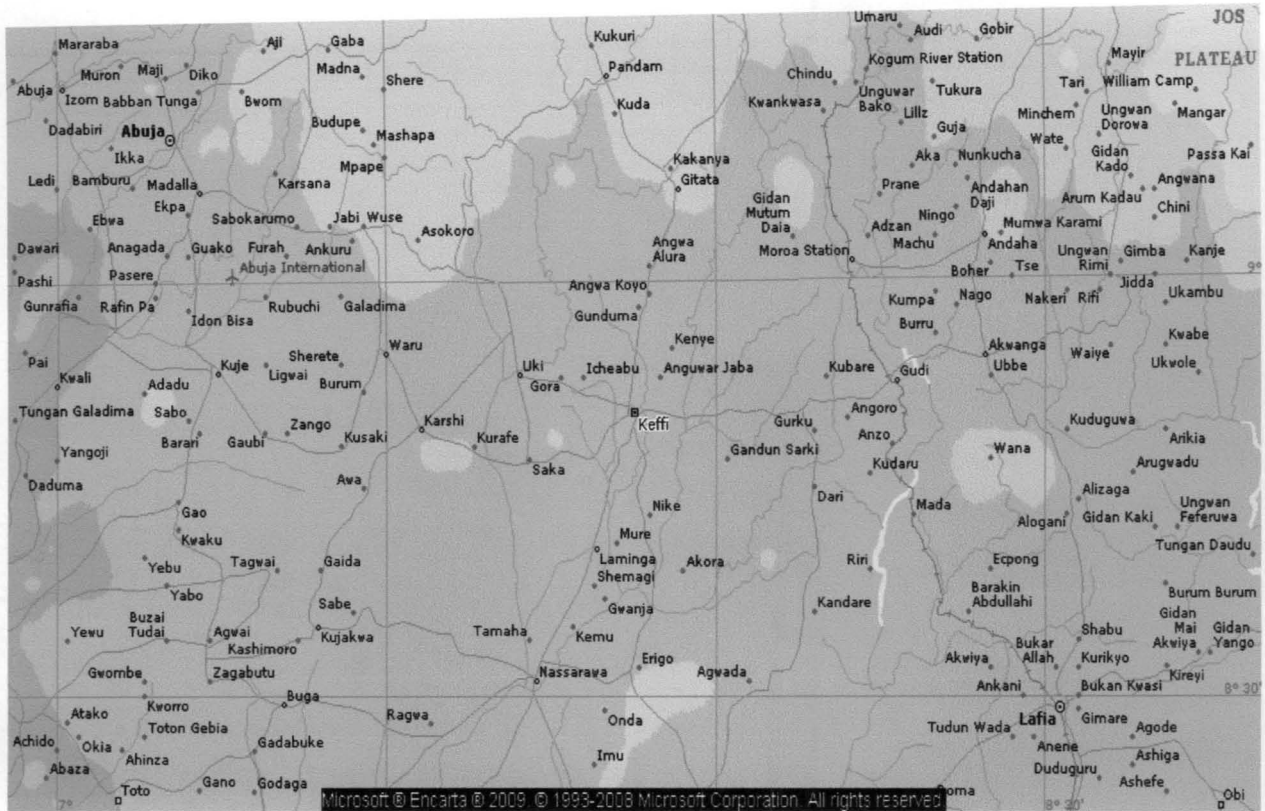 Umaru
JOS
Audi
Gobir
Mararaba
Aji
Gaba
Kukuri
Kogum River Station
Mayir
PLATEAU
Muron
Maji
Diko
Madna
Shere
Pandam
Chindu
Tari
William Camp
Abuja
Izom
Babban Tunga
Bwom
Kuda
Kwankwasa
Unguwar
Bako
Tukura
Minchem
Ungwan
Dorowa
Mangar
Dadabiri
Abuja
Budupe
Mashapa
Lillz
Guja
Wate
Gidan
Kado
Passa Kai
Ikka
Mpape
Kakanya
Aka
Nunkucha
Ledi
Bamburu
Madalla
Karsana
Gitata
Prane
Andahan
Daji
Arum Kadau
Angwana
Ekpa
Gidan
Mutum
Daia
Ningo
Chini
Ebwa
Sabokarumo
Jabi Wuse
Asokoro
Adzan
Machu
Mumwa Karami
Dawari
Anagada
Guako
Furah
Ankuru
Angwa
Alura
Moroa Station
Andaha
Ungwan
Rimi
Gimba
Kanje
Pashi
Pasere
Abuja International
Boher
Tse
Jidda
9°
Gunrafia
Rafin Pa
Rubuchi
Galadima
Angwa Koyo
Kumpa
Nago
Nakeri
Rifi
Ukambu
Idon Bisa
Gunduma
Burru
Pai
Waru
Kenye
Akwanga
Waiye
Kwabe
Kwali
Adadu
Kuje
Sherete
Ligwai
Burum
Uki
Gora
Icheabu
Anguwar Jaba
Kubare
Gudi
Ubbe
Ukwole
Tungan Galadima
Sabo
Karshi
Keffi
Gurku
Angoro
Kuduguwa
Yangoji
Barari
Gaubi
Zango
Kusaki
Kurafe
Anzo
Arikia
Daduma
Awa
Saka
Gandun Sarki
Kudaru
Wana
Arugwadu
Gao
Nike
Dari
Mada
Alizaga
Ungwan
Feferuwa
Kwaku
Mure
Alogani
Gidan Kaki
Yebu
Tagwai
Gaida
Laminga
Akora
Riri
Ecpong
Tungan Daudu
Yabo
Shemagi
Barakin
Abdullahi
Burum Burum
Buzai
Tudai
Sabe
Gwanja
Kandare
Gidan
Mai
Gidan
Yango
Yewu
Agwai
Kashimoro
Kujakwa
Tamaha
Kemu
Bukar
Allah
Shabu
Akwiya
Gwombe
Zagabutu
Nassarawa
Erigo
Agwada
Akwiya
Kurikyo
Kireyi
Kworro
Buga
Ankani
Bukan Kwasi
8° 30'
Atako
Toton Gebia
Ragwa
Onda
Tudun Wada
Lafia
Gimare
Agode
Achido
Okia
Ahinza
Gadabuke
Imu
Anene
Ashiga
Abaza
Toto
Gano
Godaga
Duduguru
Ashefe
Obi
7°
Microsoft ® Encarta ® 2009. © 1993-2008 Microsoft Corporation. All rights reserved.
Doma
8° 30'